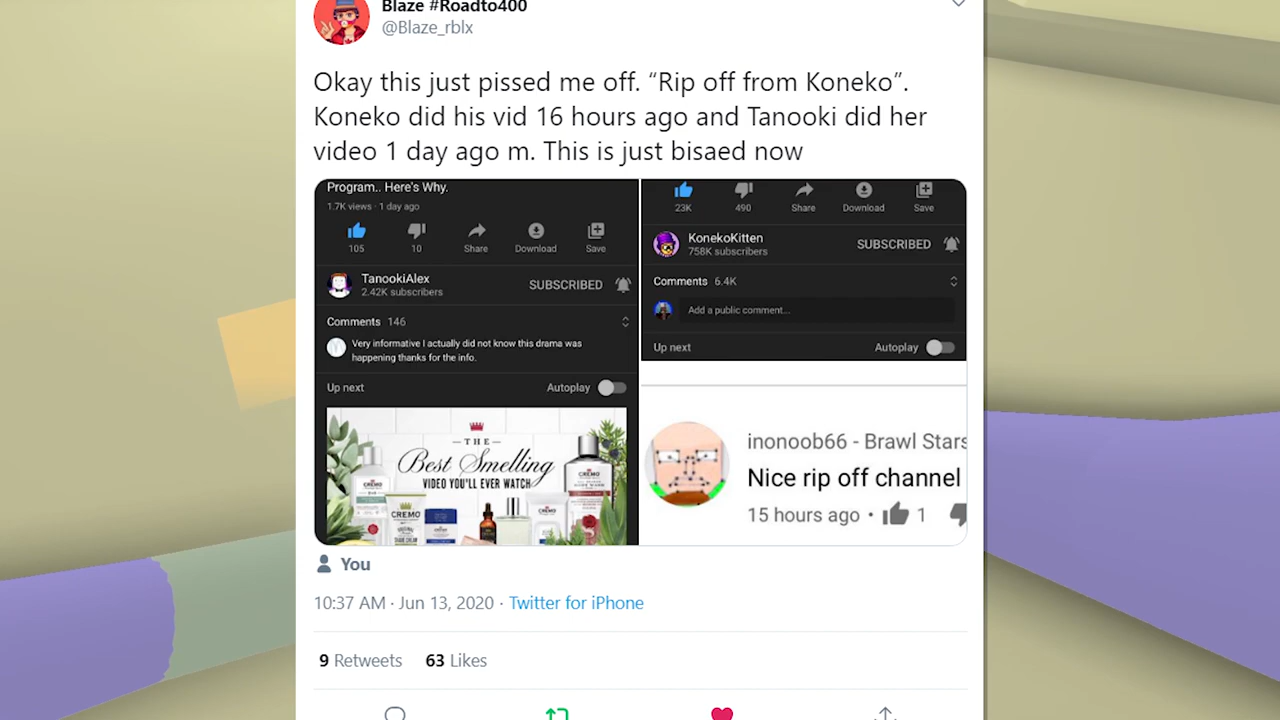 Blaze #Roadto400
@Blaze_rblx
Okay this just pissed me off. “Rip off from Koneko”.
Koneko did his vid 16 hours ago and Tanooki did her
video 1 day ago m. This is just bisaed now
Program.. Here's Why.
1.7K views · 1 day ago
105
10
Share
Download
Save
TanookiAlex
2.42K subscribers
SUBSCRIBED
Comments 146
Very informative I actually did not know this drama was
happening thanks for the info.
Up next
Autoplay
THE
Best Smelling
VIDEO YOU'LL EVER WATCH
CREMO
CREMO
CREMO
23K
490
Share
Download
Save
KonekoKitten
758K subscribers
SUBSCRIBED
Comments 6.4K
Add a public comment...
Up next
Autoplay
inonoob66 - Brawl Stars
Nice rip off channel
15 hours ago • 1
You
10:37 AM · Jun 13, 2020 · Twitter for iPhone
9 Retweets 63 Likes